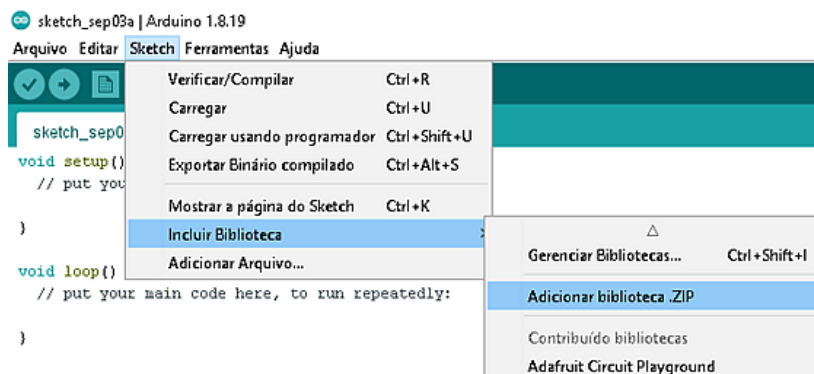 sketch_sep03a | Arduino 1.8.19
Arquivo Editar Sketch Ferramentas Ajuda
Verificar/Compilar Ctrl+R
Carregar Ctrl+U
sketch_sep0
Carregar usando programador Ctrl+Shift+U
void setup()
Exportar Binário compilado Ctrl+Alt+S
// put you
Mostrar a página do Sketch Ctrl+K
}
Incluir Biblioteca
Gerenciar Bibliotecas... Ctrl+Shift+I
void loop()
Adicionar Arquivo...
// put your main code here, to run repeatedly:
Adicionar biblioteca .ZIP
}
Contribuído bibliotecas
Adafruit Circuit Playground